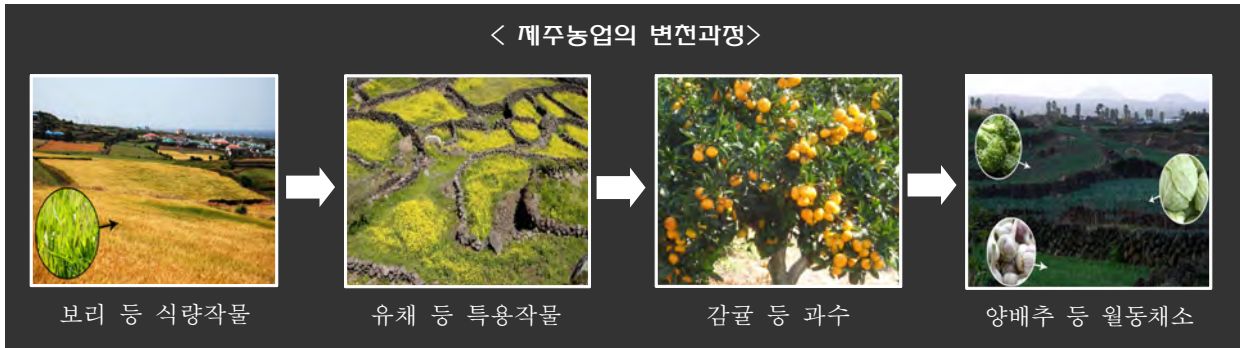 < 제주농업의 변천과정>
보리 등 식량작물
유채 등 특용작물
감귤 등 과수
양배추 등 월동채소